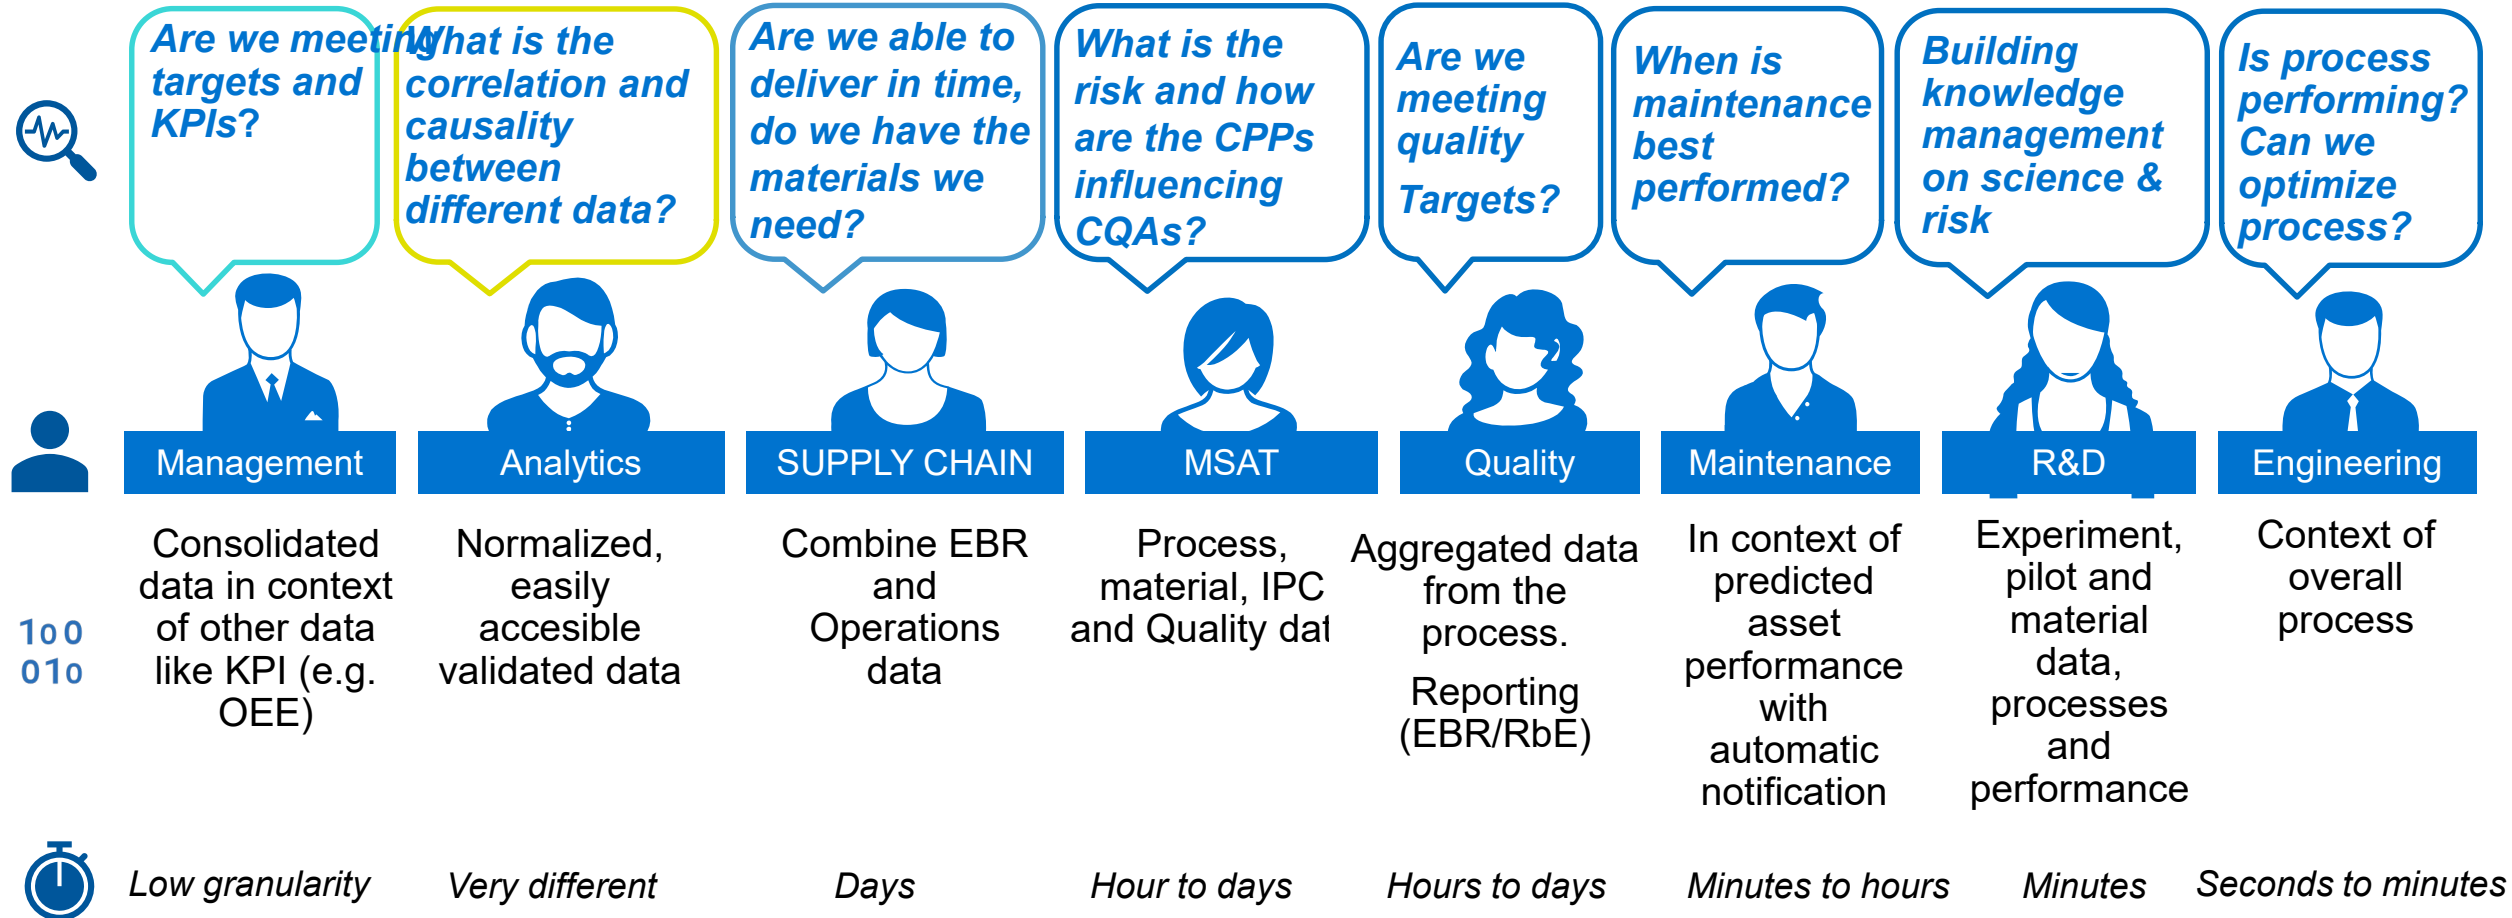 Are we meeting
targets and
KPIs?
What is the
correlation and
causality
between
different data?
Are we able to
deliver in time,
do we have the
materials we
need?
What is the
risk and how
are the CPPs
influencing
CQAs?
Are we
meeting
quality
Targets?
When is
maintenance
best
performed?
Building
knowledge
management
on science &
risk
Is process
performing?
Can we
optimize
process?
Management
Analytics
SUPPLY CHAIN
MSAT
Quality
Maintenance
R&D
Engineering
100
010
Consolidated
data in context
of other data
like KPI (e.g.
OEE)
Normalized,
easily
accesible
validated data
Combine EBR
and
Operations
data
Process,
material, IPC
and Quality dat
Aggregated data
from the
process.
Reporting
(EBR/RbE)
In context of
predicted
asset
performance
with
automatic
notification
Experiment,
pilot and
material
data,
processes
and
performance
Context of
overall
process
Low granularity
Very different
Days
Hour to days
Hours to days
Minutes to hours
Minutes
Seconds to minutes